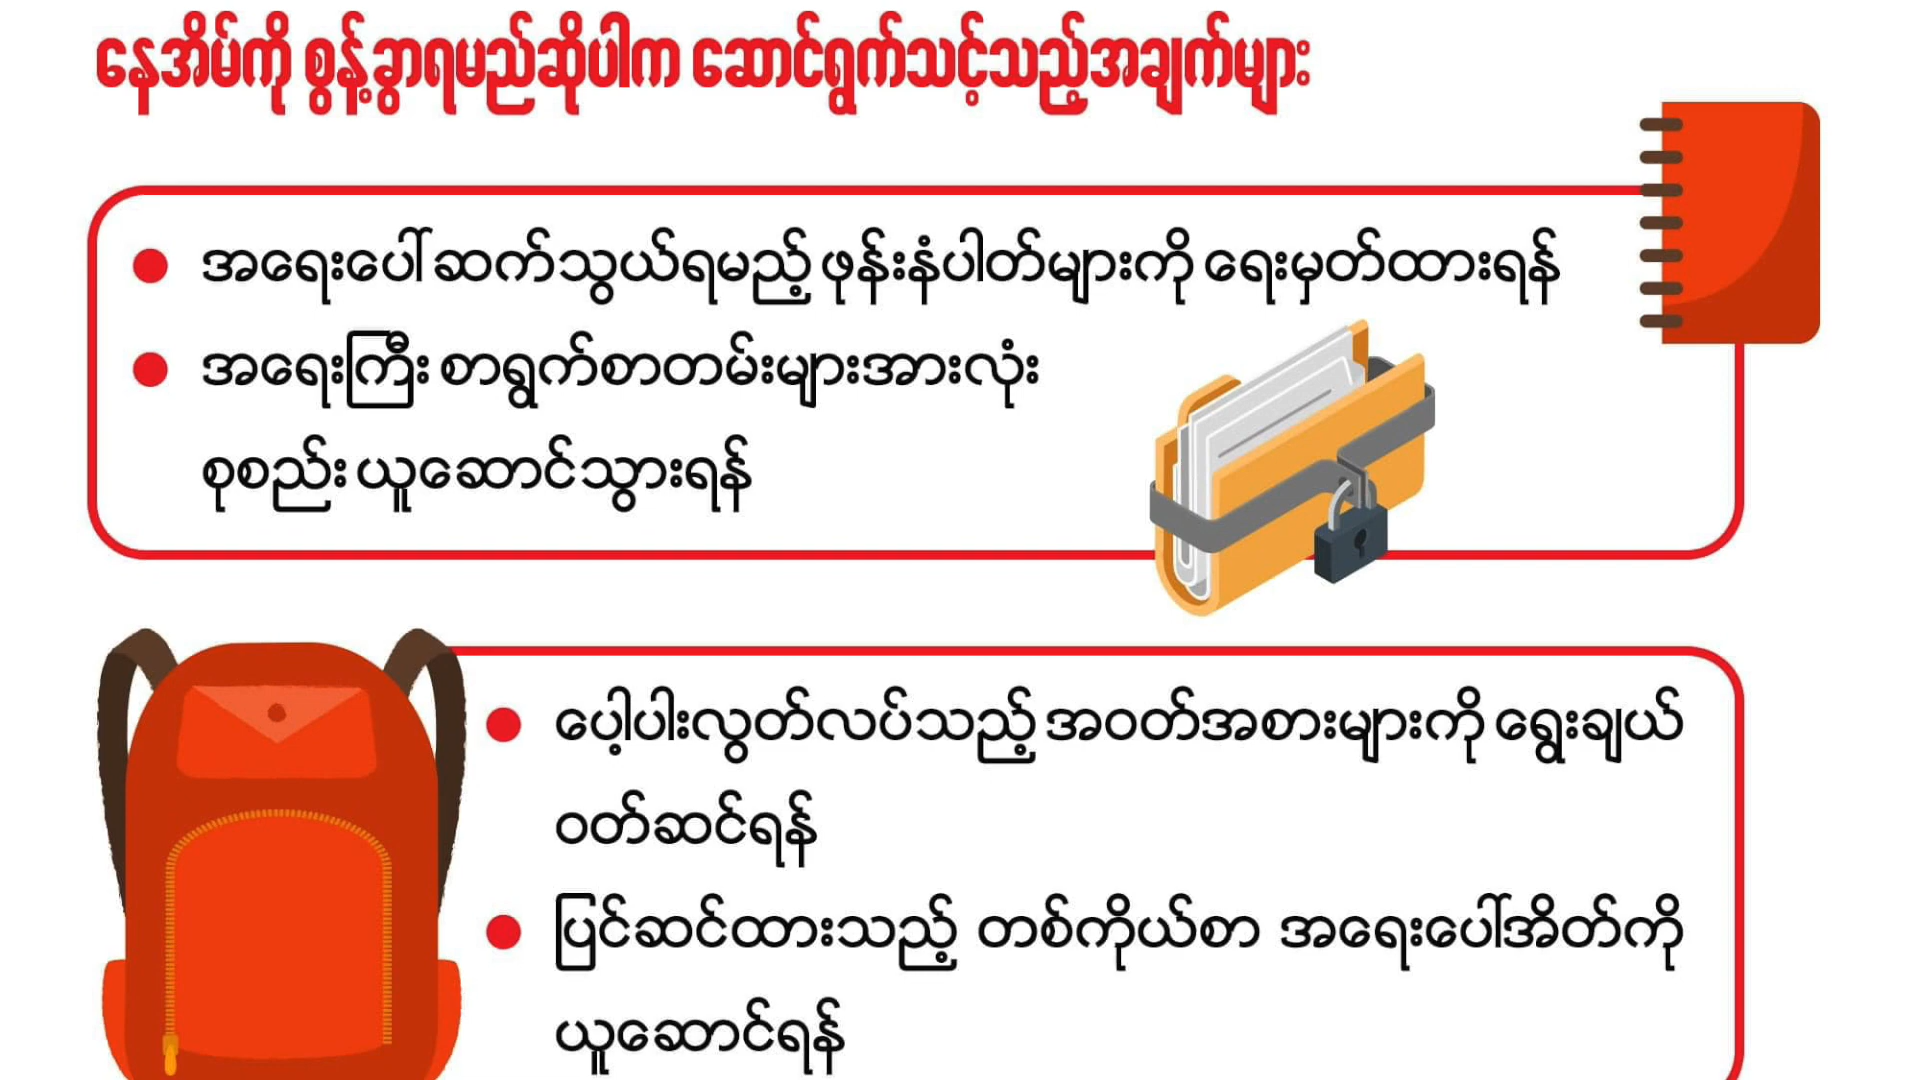 နေအိမ်ကို စွန့်ခွာရမည်ဆိုပါက ဆောင်ရွက်သင့်သည့်အချက်များ
● အရေးပေါ် ဆက်သွယ်ရမည့် ဖုန်းနံပါတ်များကို ရေးမှတ်ထားရန်
● အရေးကြီး စာရွက်စာတမ်းများအားလုံး
စုစည်း ယူဆောင်သွားရန်
● ပေါ့ပါးလွတ်လပ်သည့် အဝတ်အစားများကို ရွေးချယ်
ဝတ်ဆင်ရန်
● ပြင်ဆင်ထားသည့် တစ်ကိုယ်စာ အရေးပေါ်အိတ်ကို
ယူဆောင်ရန်